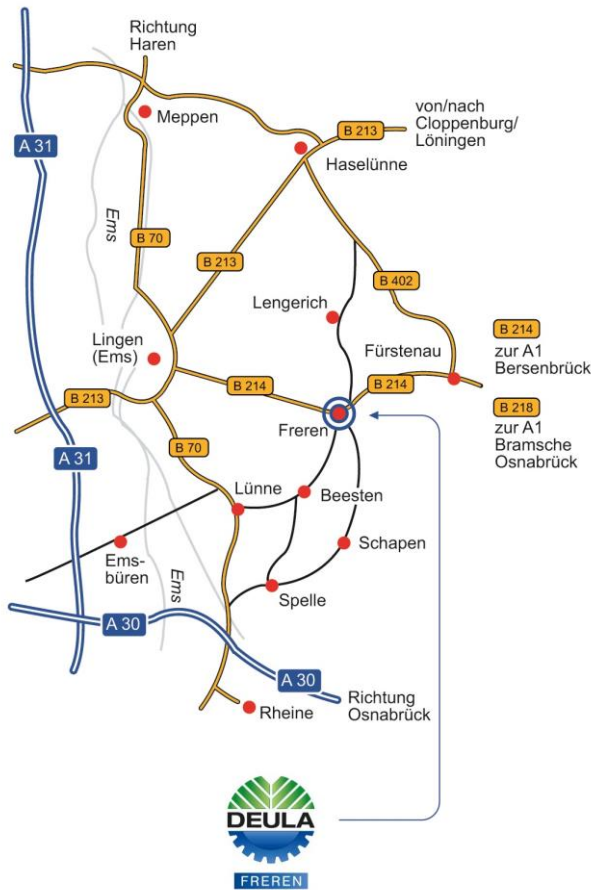 Richtung
Haren
Meppen
B 213
von/nach
Cloppenburg/
Löningen
A 31
Haselünne
Ems
B 70
B 213
B 402
Lengerich
B 214
zur A1
Bersenbrück
Lingen
(Ems)
Fürstenau
B 214
B 214
B 213
B 218
zur A1
Bramsche
Osnabrück
Freren
B 70
A 31
Lünne
Beesten
Schapen
Ems-
büren
Ems
Spelle
A 30
A 30
Richtung
Osnabrück
Rheine
DEULA
FREREN